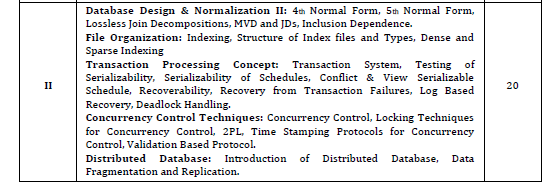 Database Design & Normalization II: 4th Normal Form, 5th Normal Form,
Lossless Join Decompositions, MVD and JDs, Inclusion Dependence.
File Organization: Indexing, Structure of Index files and Types, Dense and
Sparse Indexing
Transaction Processing Concept: Transaction System, Testing of
Serializability, Serializability of Schedules, Conflict & View Serializable
Schedule, Recoverability, Recovery from Transaction Failures, Log Based
II
20
Recovery, Deadlock Handling.
Concurrency Control Techniques: Concurrency Control, Locking Techniques
for Concurrency Control, 2PL, Time Stamping Protocols for Concurrency
Control, Validation Based Protocol.
Distributed Database: Introduction of Distributed Database, Data
Fragmentation and Replication.